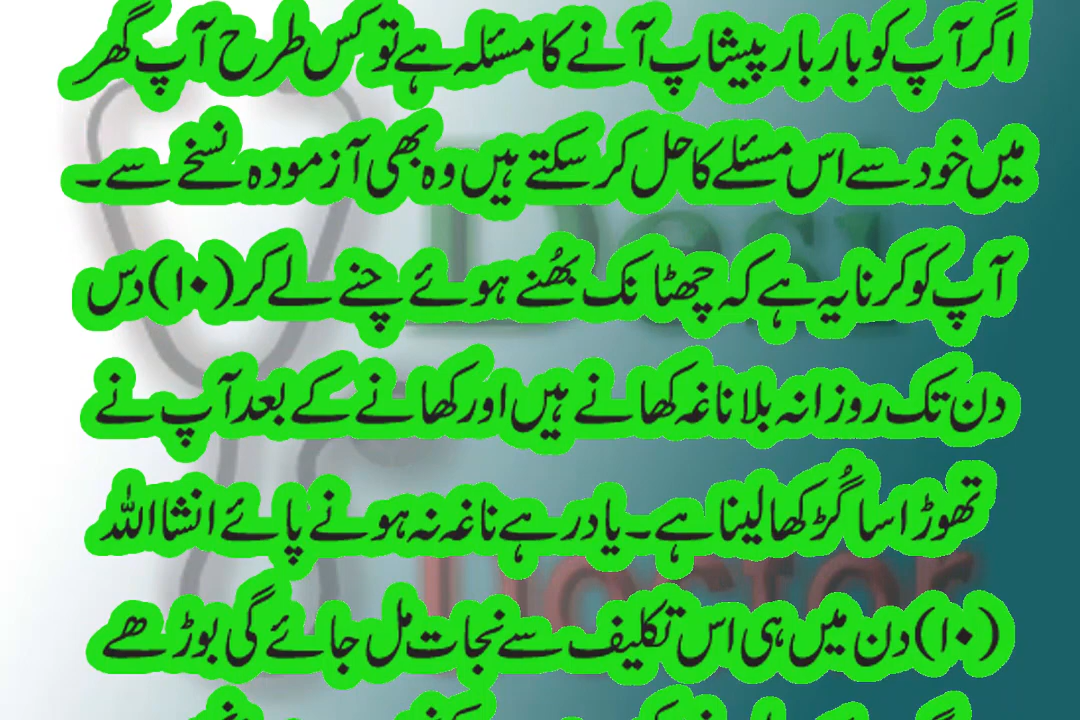 اگر آپ کو بار بار پیشاپ آنے کا مسئلہ ہے تو کس طرح آپ گھر
میں خود سے اس مسئلے کا حل کر سکتے ہیں وہ بھی آزمودہ نسخے سے۔
آپ کو کرنا یہ ہے کہ چھٹانک بھُنے ہوئے چنے لے کر (۱۰) دس
دن تک روزانہ بلا ناغہ کھانے ہیں اور کھانے کے بعد آپ نے
تھوڑا سا گُڑ کھا لینا ہے۔ یاد رہے ناغہ نہ ہونے پائے انشااللہ
(۱۰) دن میں ہی اس تکلیف سے نجات مل جائے گی بوڑھے
Desi
Doctor